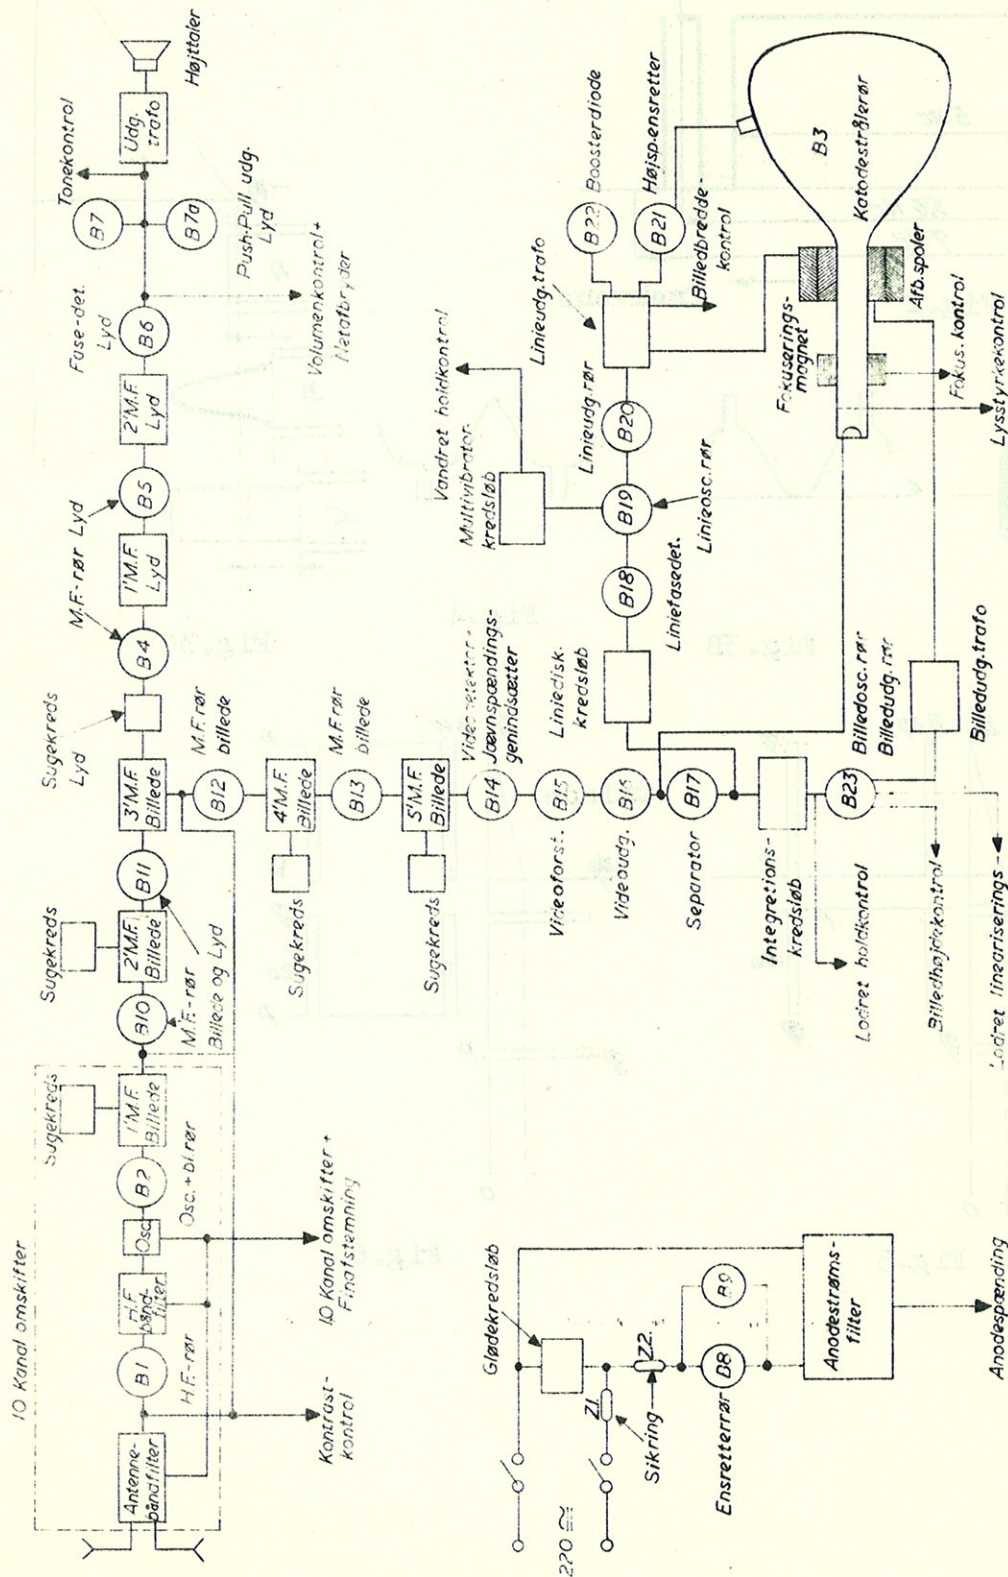 10 Kanal omskifter
Antenne-
båndfilter
B1
H.F.-rør
H.F.
bånd-
filter
Osc.
B2
Osc.+bl.rør
Sugekreds
1'M.F.
Billede
B10
M.F.-rør
Billede og Lyd
Sugekreds
2'M.F.
Billede
B11
3'M.F.
Billede
Sugekreds
Lyd
B4
M.F.-rør Lyd
1'M.F.
Lyd
B5
2'M.F.
Lyd
Fase-det.
Lyd
B6
B7
B7a
Push-Pull udg.
Lyd
Tonekontrol
Udg.
trafo
Højttaler
Volumenkontrol+
Netafbryder
Kontrast-
kontrol
10 Kanal omskifter+
Finafstemning
B12
M.F. rør
billede
Sugekreds
4'M.F.
Billede
B13
M.F. rør
billede
Sugekreds
5'M.F.
Billede
B14
Videodetektor-
Jævnspændings-
genindsætter
Videoforst.
B15
Videoudg.
B16
Separator
B17
Integretions-
kredsløb
Lodret holdkontrol
B23
Billedosc.rør
Billedudg.rør
Billedhøjdekontrol
Lodret lineariserings-
Billedudg.trafo
Liniedisk.
kredsløb
B18
Liniefasedet.
B19
Linieosc.rør
Multivibrator-
kredsløb
Vandret holdkontrol
B20
Linieudg.rør
Linieudg.trafo
B22
Boosterdiode
B21
Højsp.ensretter
Billedbredde-
kontrol
B3
Katodestrålerør
Afb.spoler
Fokuserings-
magnet
Fokus.kontrol
Lysstyrkekontrol
220 ≂
Glødekredsløb
Z1
Z2
Sikring
B8
B9
Ensretterrør
Anodestrøms-
filter
Anodespænding